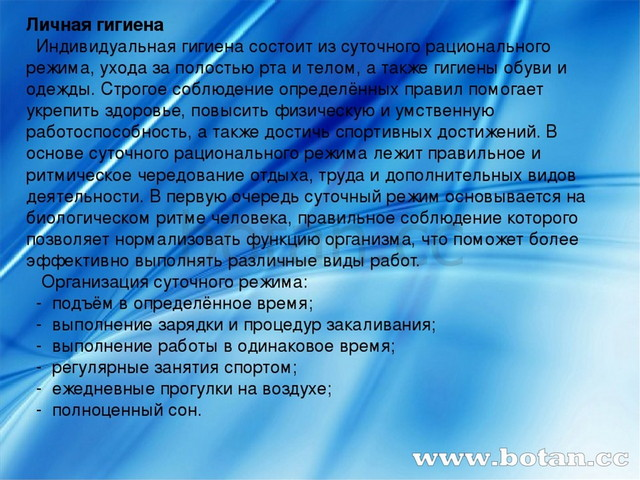 Личная гигиена
Индивидуальная гигиена состоит из суточного рационального
режима, ухода за полостью рта и телом, а также гигиены обуви и
одежды. Строгое соблюдение определённых правил помогает
укрепить здоровье, повысить физическую и умственную
работоспособность, а также достичь спортивных достижений. В
основе суточного рационального режима лежит правильное и
ритмическое чередование отдыха, труда и дополнительных видов
деятельности. В первую очередь суточный режим основывается на
биологическом ритме человека, правильное соблюдение которого
позволяет нормализовать функцию организма, что поможет более
эффективно выполнять различные виды работ.
Организация суточного режима:
- подъём в определённое время;
- выполнение зарядки и процедур закаливания;
- выполнение работы в одинаковое время;
- регулярные занятия спортом;
- ежедневные прогулки на воздухе;
- полноценный сон.
www.botan.cc